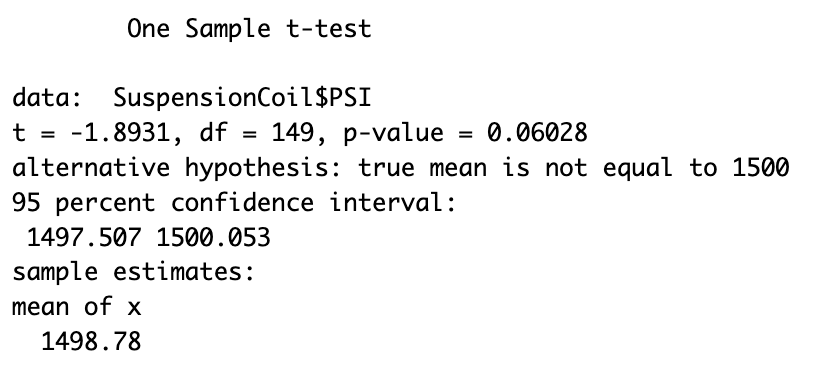 One Sample t-test
data:  SuspensionCoil$PSI
t = -1.8931, df = 149, p-value = 0.06028
alternative hypothesis: true mean is not equal to 1500
95 percent confidence interval:
1497.507 1500.053
sample estimates:
mean of x
1498.78